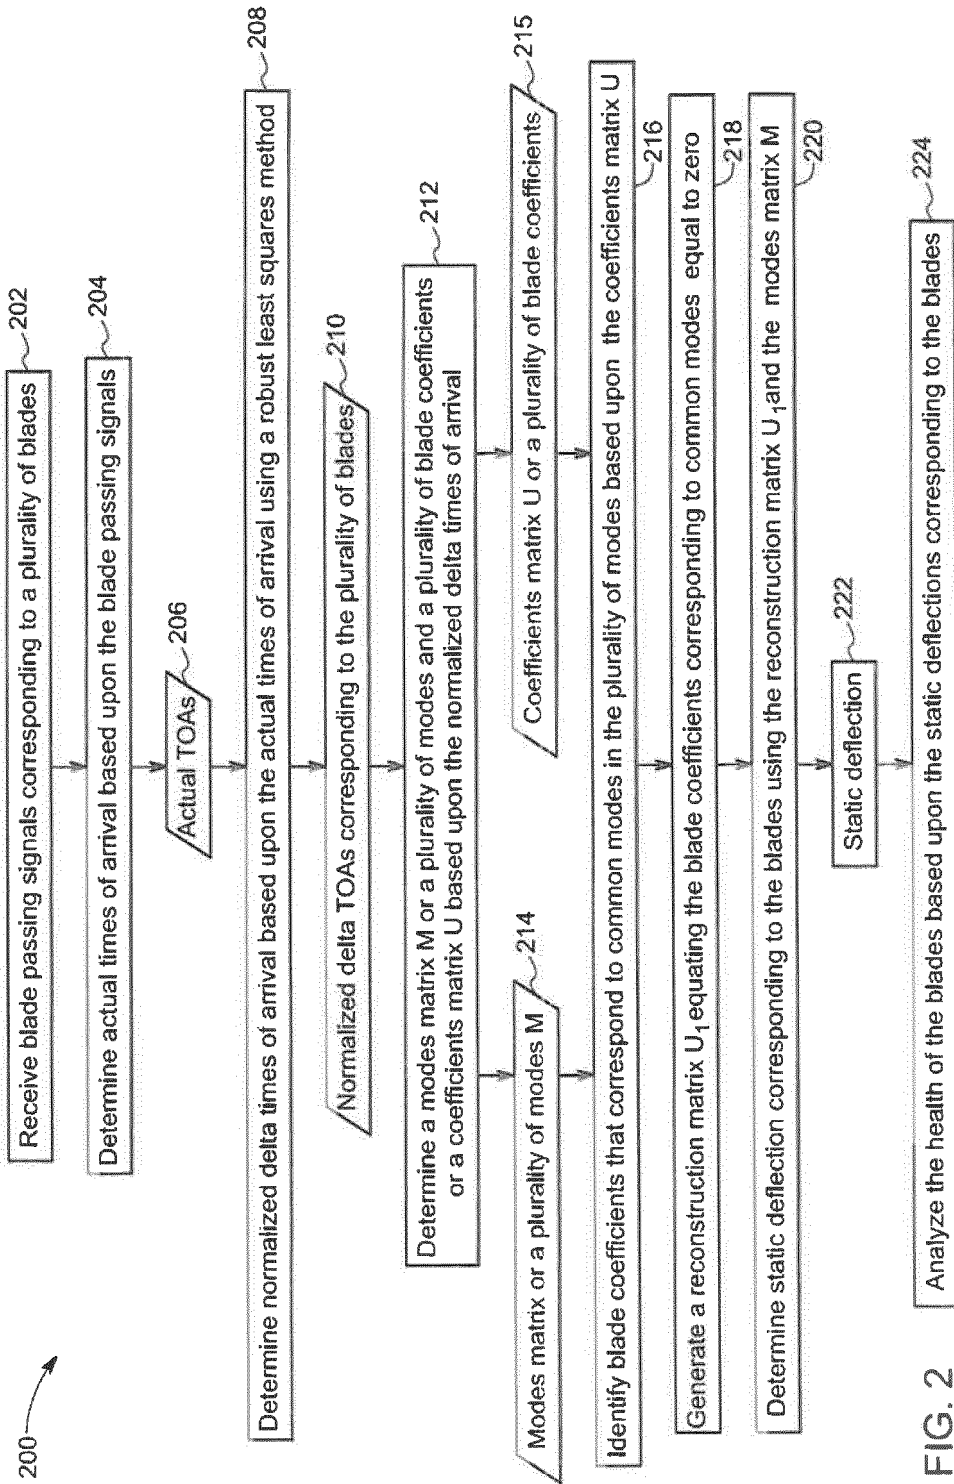 200
Receive blade passing signals corresponding to a plurality of blades
202
Determine actual times of arrival based upon the blade passing signals
204
Actual TOAs
206
Determine normalized delta times of arrival based upon the actual times of arrival using a robust least squares method
208
Normalized delta TOAs corresponding to the plurality of blades
210
Determine a modes matrix M or a plurality of modes and a plurality of blade coefficients
or a coefficients matrix U based upon the normalized delta times of arrival
212
Modes matrix or a plurality of modes M
214
Coefficients matrix U or a plurality of blade coefficients
215
Identify blade coefficients that correspond to common modes in the plurality of modes based upon the coefficients matrix U
216
Generate a reconstruction matrix U₁ equating the blade coefficients corresponding to common modes equal to zero
218
Determine static deflection corresponding to the blades using the reconstruction matrix U₁ and the modes matrix M
220
Static deflection
222
Analyze the health of the blades based upon the static deflections corresponding to the blades
224
FIG. 2